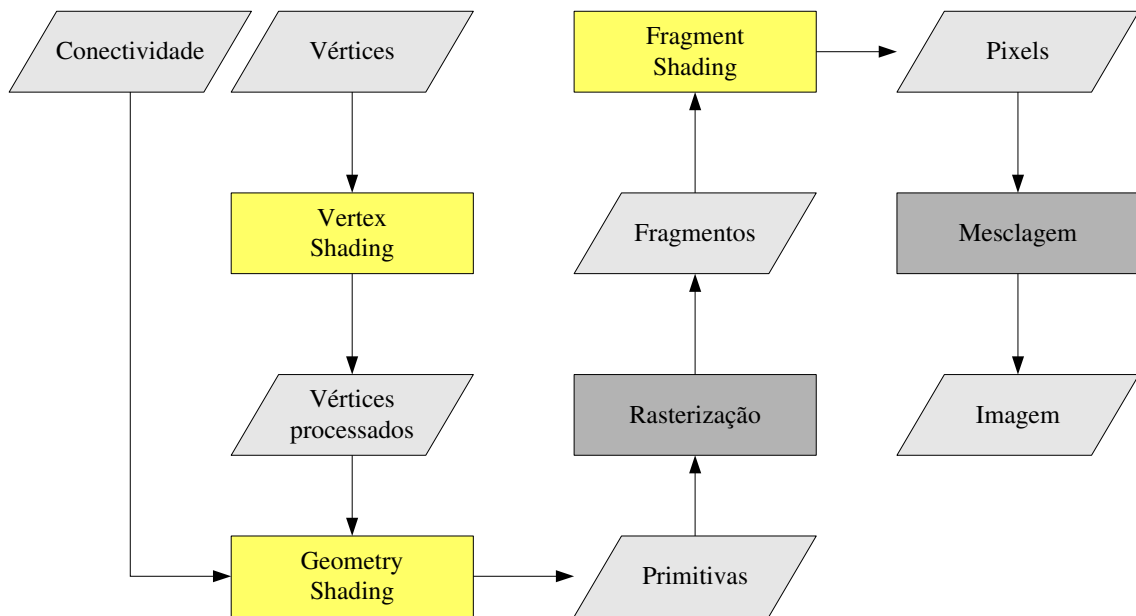 Conectividade
Vértices
Fragment
Shading
Pixels
Vertex
Shading
Fragmentos
Mesclagem
Vértices
processados
Rasterização
Imagem
Geometry
Shading
Primitivas